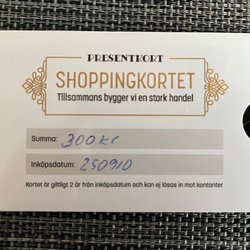 PRESENTKORT
SHOPPINGKORTET
Tillsammans bygger vi en stark handel
Summa: 300 kr
Inköpsdatum: 250910
Kortet är giltligt 2 år från inköpsdatum och kan ej lösas in mot kontanter